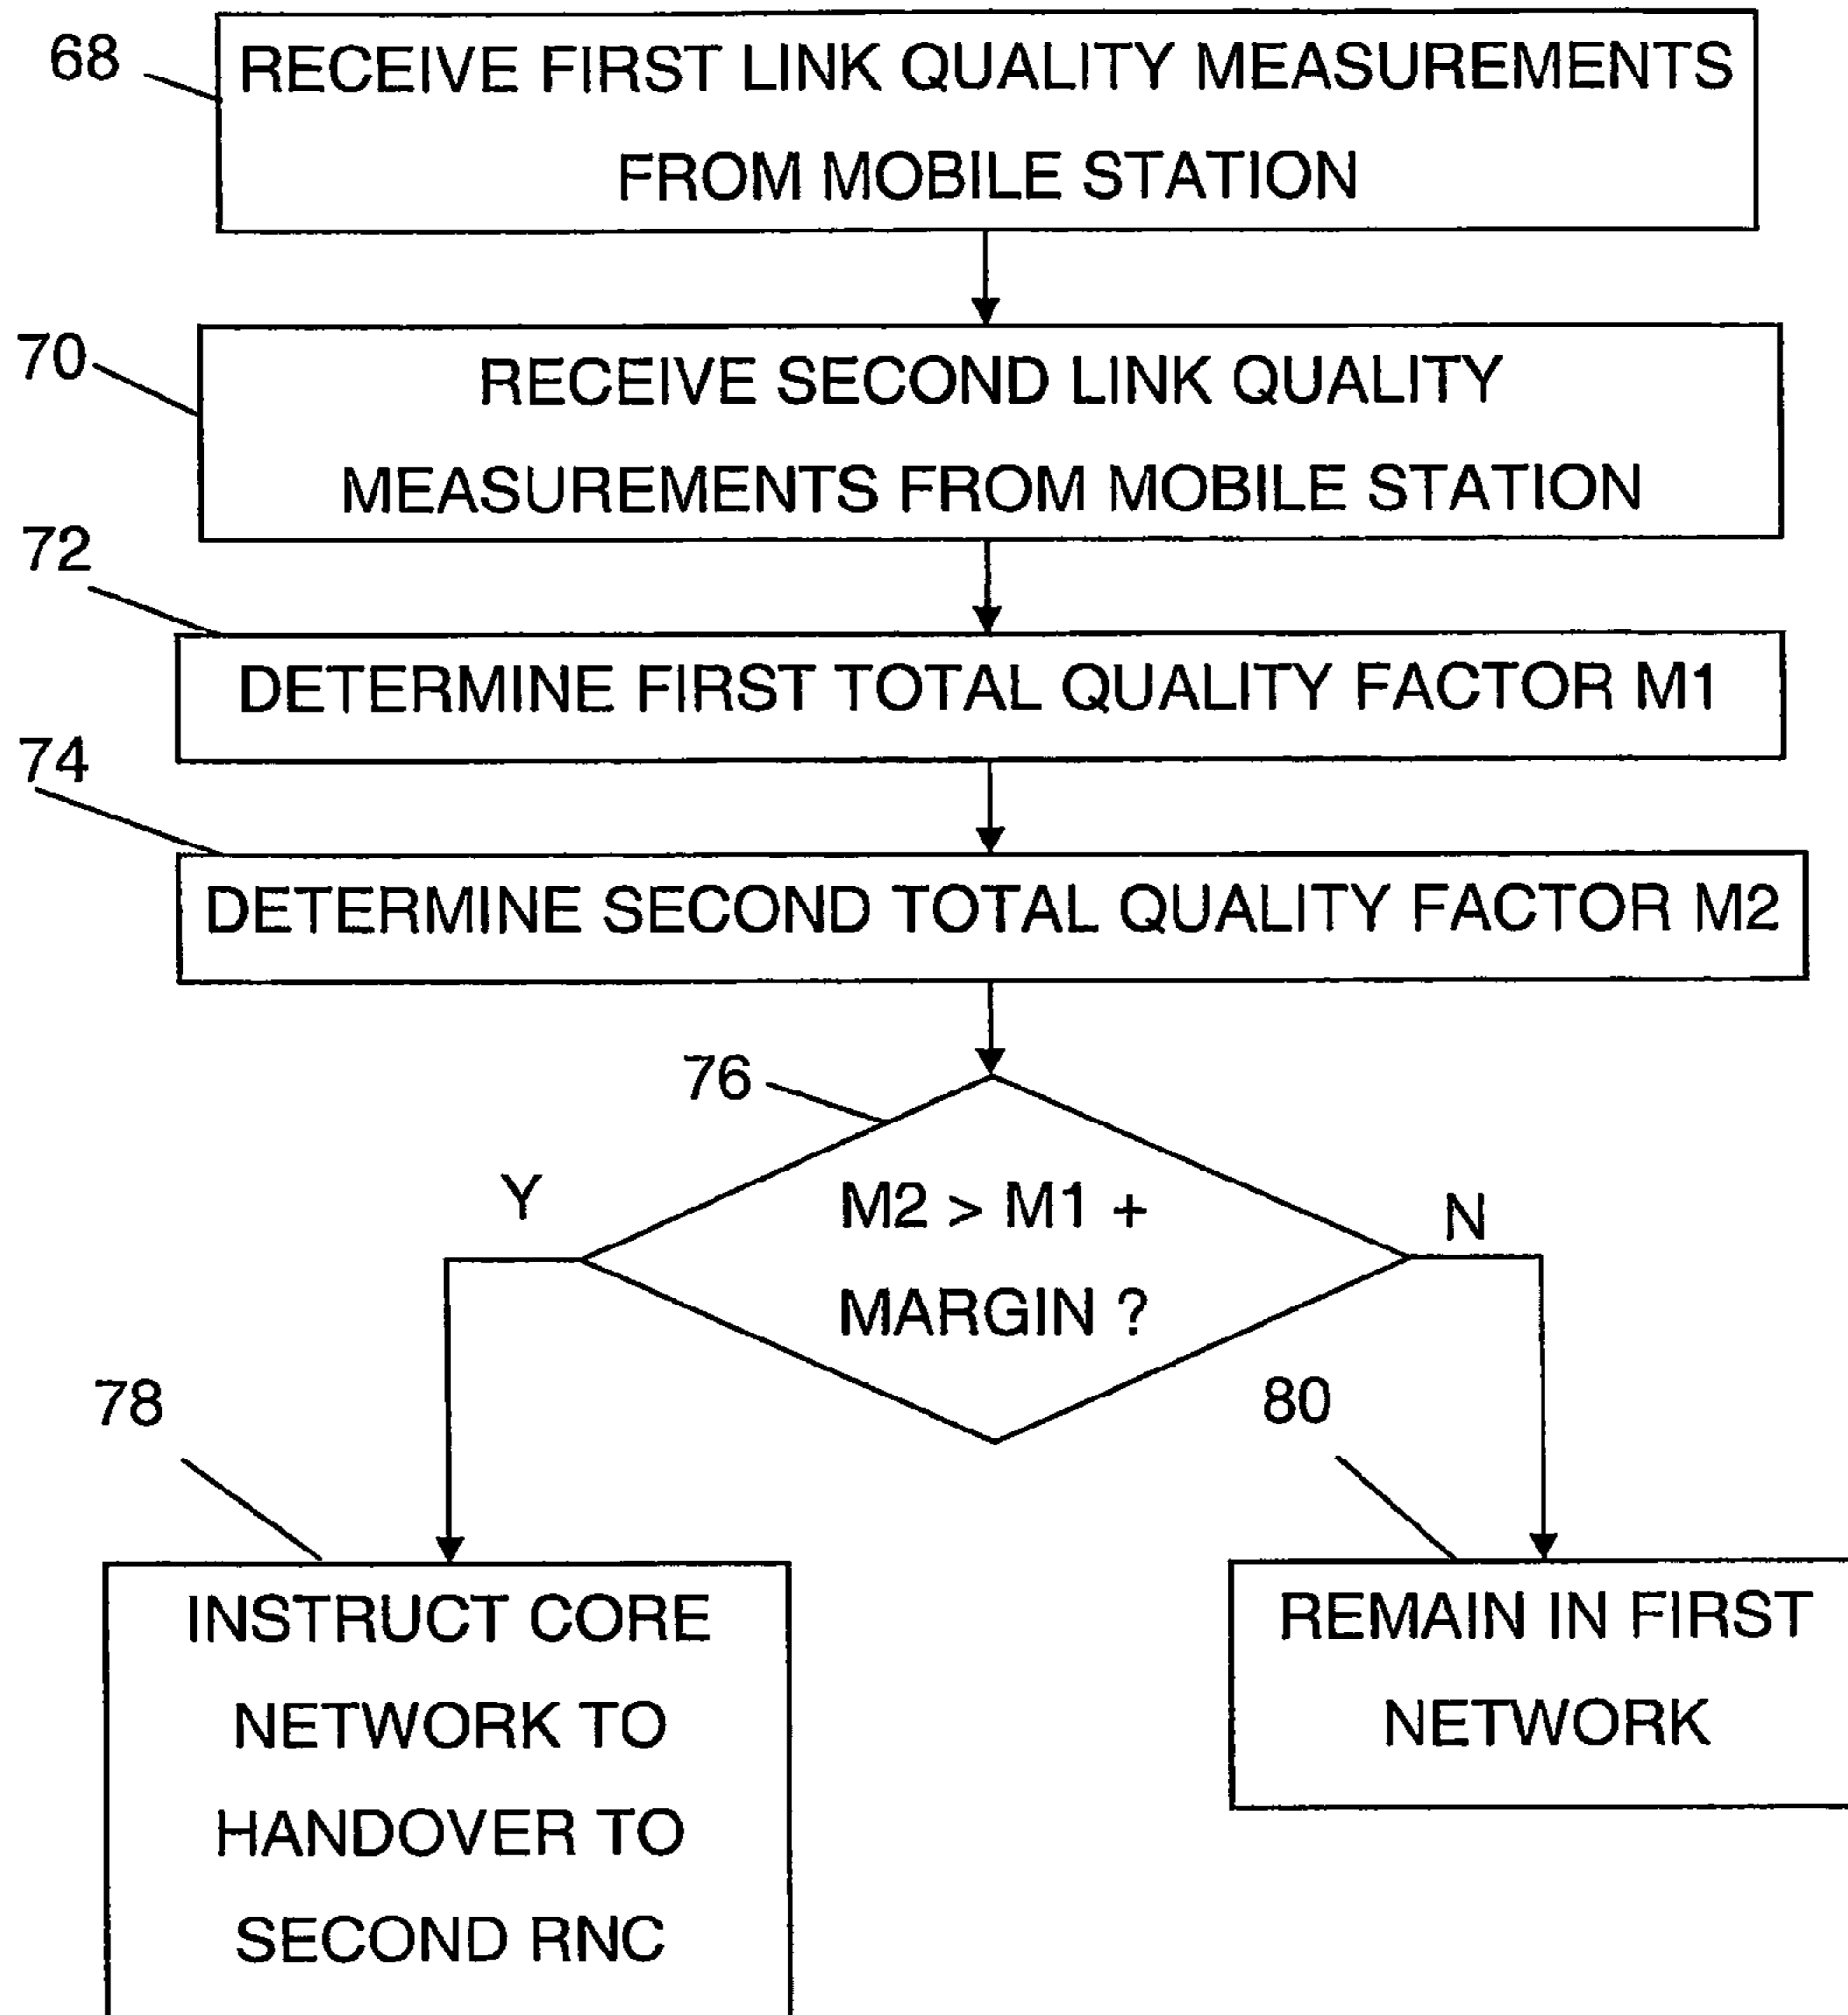 68
RECEIVE FIRST LINK QUALITY MEASUREMENTS
FROM MOBILE STATION
70
RECEIVE SECOND LINK QUALITY
MEASUREMENTS FROM MOBILE STATION
72
DETERMINE FIRST TOTAL QUALITY FACTOR M1
74
DETERMINE SECOND TOTAL QUALITY FACTOR M2
76
Y
M2 > M1 +
MARGIN ?
N
78
INSTRUCT CORE
NETWORK TO
HANDOVER TO
SECOND RNC
80
REMAIN IN FIRST
NETWORK